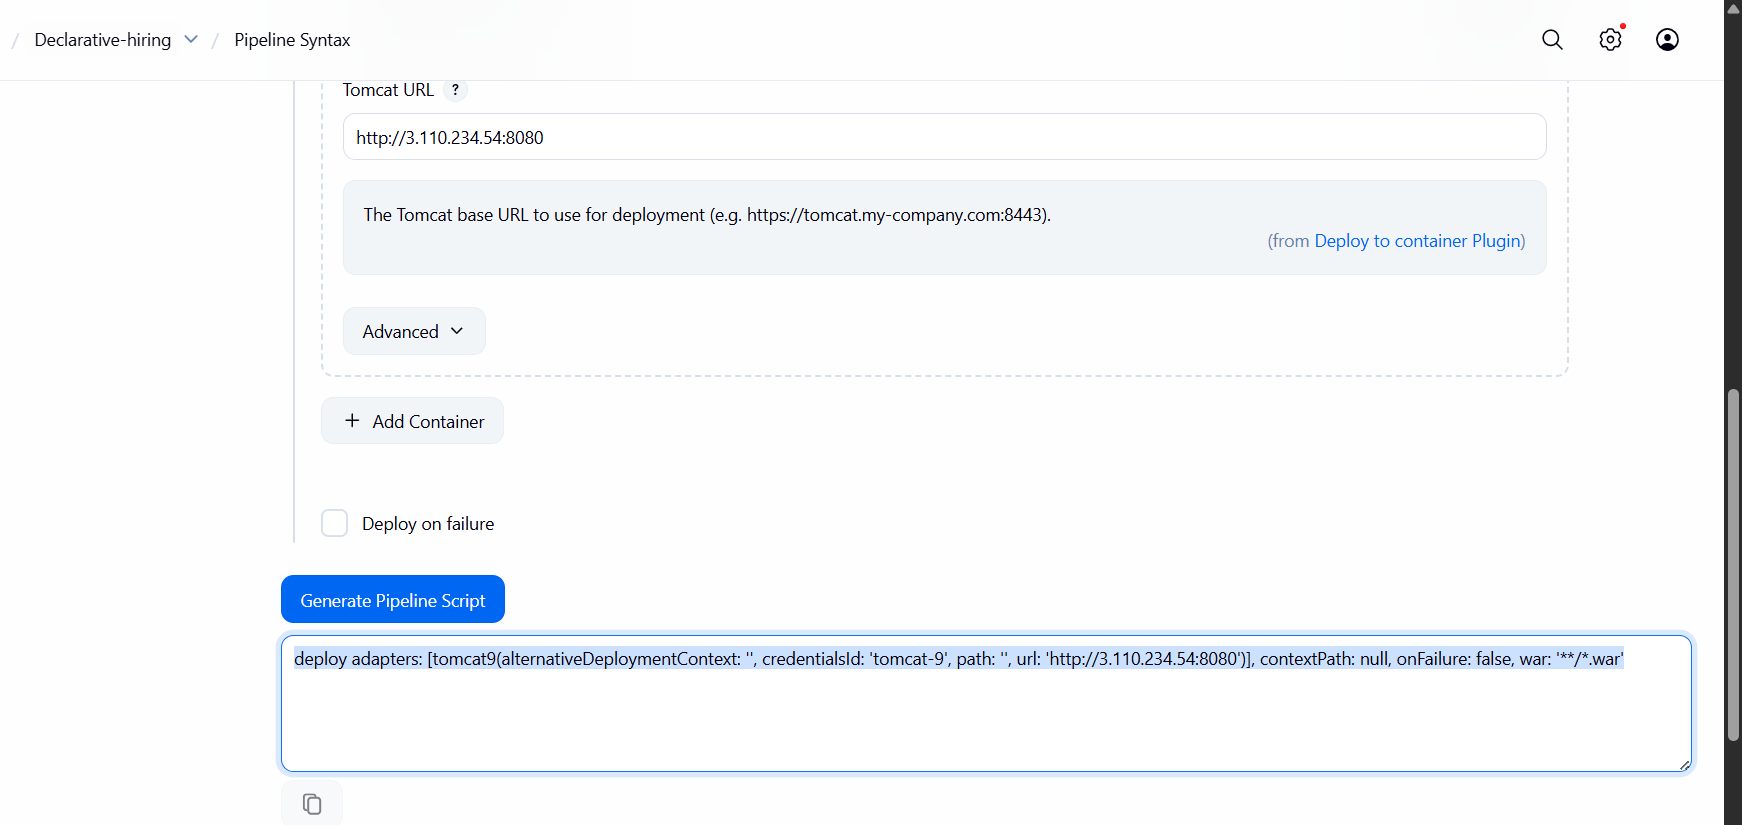 / Declarative-hiring / Pipeline Syntax
Tomcat URL ?
http://3.110.234.54:8080
The Tomcat base URL to use for deployment (e.g. https://tomcat.my-company.com:8443).
(from Deploy to container Plugin)
Advanced
+ Add Container
Deploy on failure
Generate Pipeline Script
deploy adapters: [tomcat9(alternativeDeploymentContext: '', credentialsId: 'tomcat-9', path: '', url: 'http://3.110.234.54:8080')], contextPath: null, onFailure: false, war: '**/*.war'